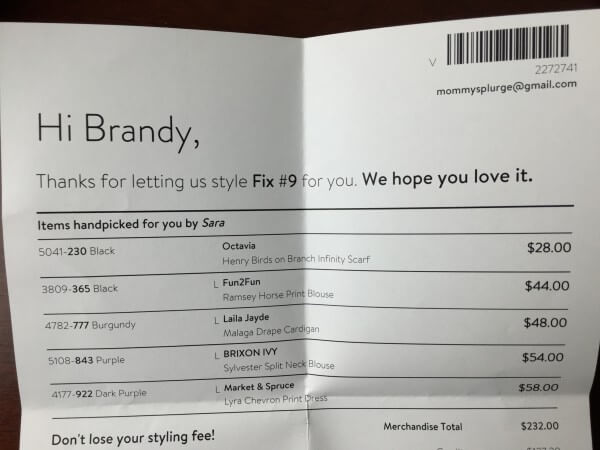 V
2272741
mommysplurge@gmail.com
Hi Brandy,
Thanks for letting us style Fix #9 for you. We hope you love it.
Items handpicked for you by Sara
5041-230 Black Octavia $28.00
Henry Birds on Branch Infinity Scarf
3809-365 Black L Fun2Fun $44.00
Ramsey Horse Print Blouse
4782-777 Burgundy L Laila Jayde $48.00
Malaga Drape Cardigan
5108-843 Purple L BRIXON IVY $54.00
Sylvester Split Neck Blouse
4177-922 Dark Purple L Market & Spruce $58.00
Lyra Chevron Print Dress
Don't lose your styling fee! Merchandise Total $232.00